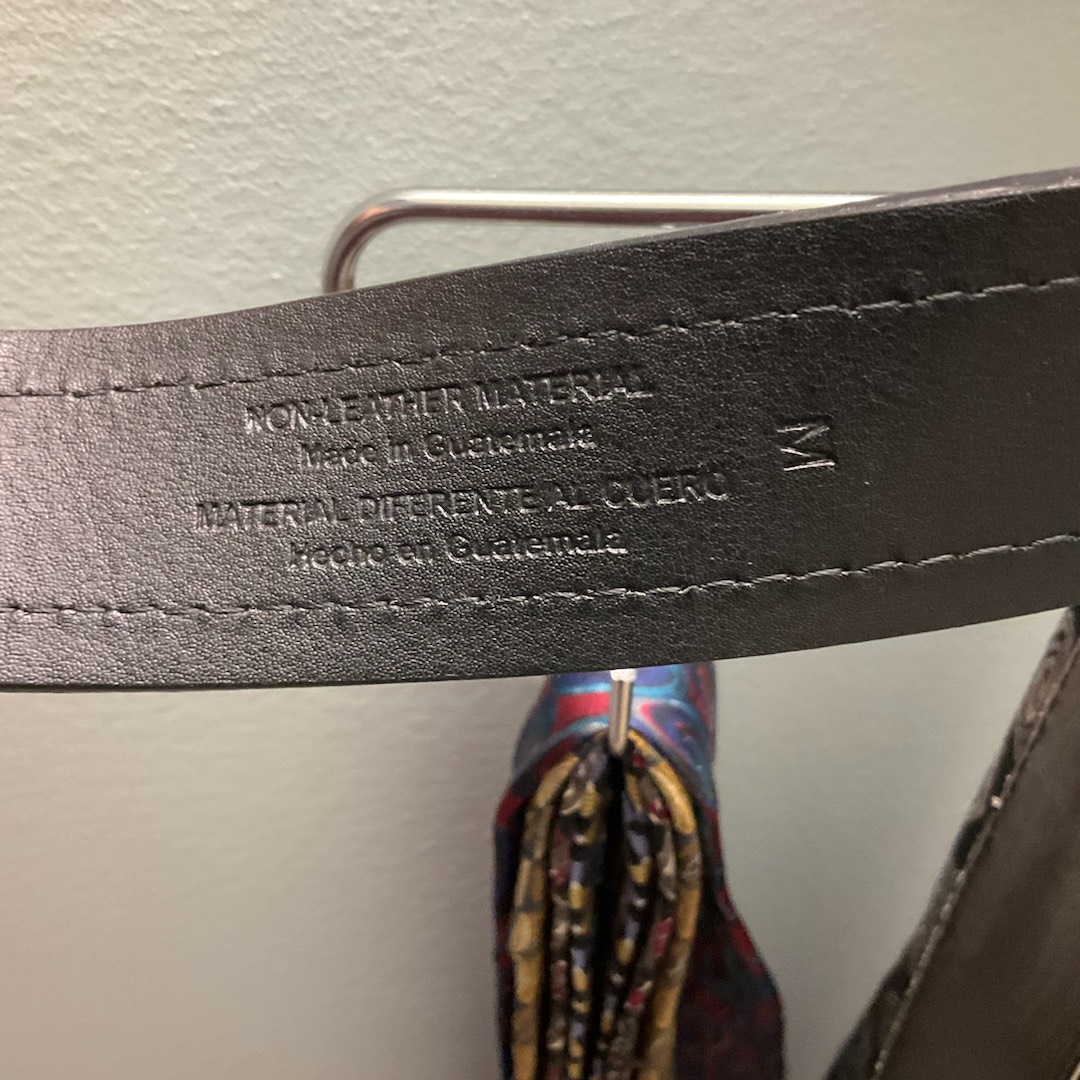 NON-LEATHER MATERIAL
Made in Guatemala
MATERIAL DIFERENTE AL CUERO
Hecho en Guatemala
M